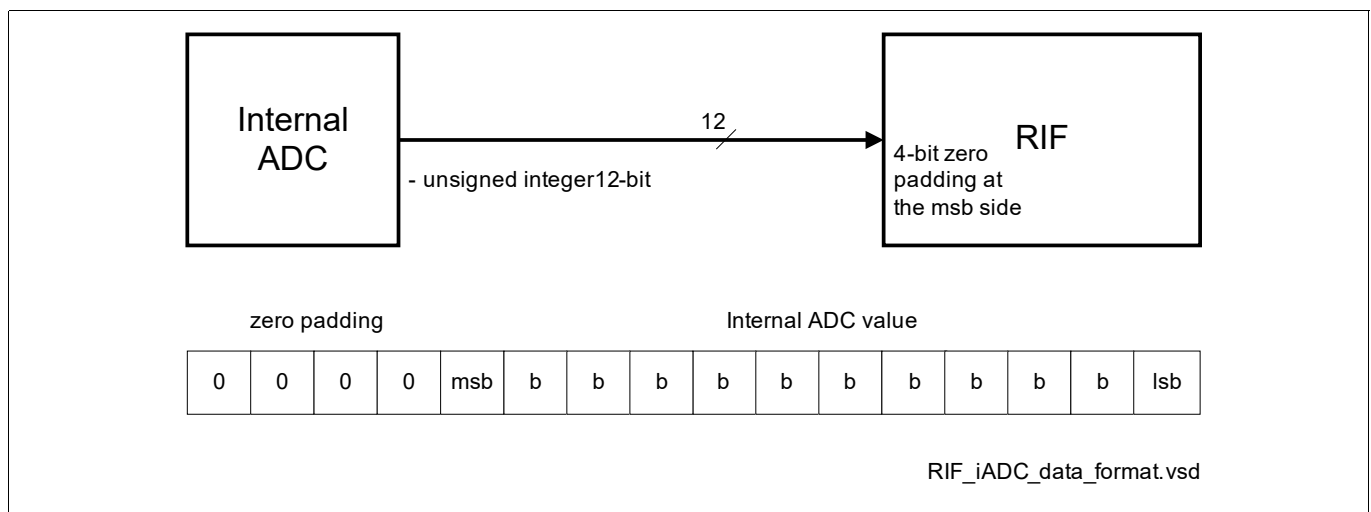 Internal
ADC
12
RIF
- unsigned integer12-bit
4-bit zero
padding at
the msb side
zero padding
Internal ADC value
0 0 0 0 msb b b b b b b b b b b lsb
RIF_iADC_data_format.vsd